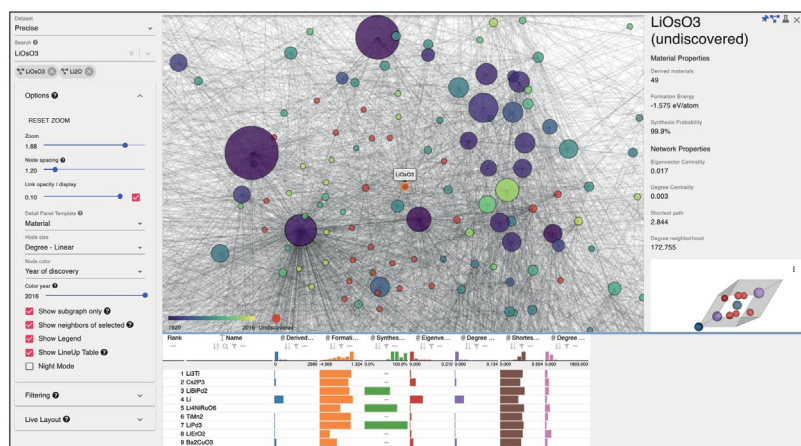 Dataset
Precise
Search
LiOsO3
LiOsO3
Li2O
Options
RESET ZOOM
Zoom
1.68
Node spacing
1.20
Link opacity / display
0.10
Detail Panel Template
Material
Node size
Degree - Linear
Node color
Year of discovery
Color year
2016
Show subgraph only
Show neighbors of selected
Show Legend
Show LineUp Table
Night Mode
Filtering
Live Layout
LiOsO3
1920
2016 Undiscovered
LiOsO3
(undiscovered)
Material Properties
Derived materials
49
Formation Energy
-1.575 eV/atom
Synthesis Probability
99.9%
Network Properties
Eigenvector Centrality
0.017
Degree Centrality
0.003
Shortest path
2.844
Degree neighborhood
172.755
Rank Name # Derived... # Formati... # Synthes... # Eigenve... # Degree ... # Shortes... # Degree ...
0 2596 -4.568 1.324 0.0% 100.0% 0.000 0.219 0.000 0.134 0.000 0.000
1 Li3Tl
2 Cs2P3
3 LiBiPd2
4 Li
5 Li4NiRuO6
6 TiMn2
7 LiPd3
8 LiErO2
9 Ba2CuO3